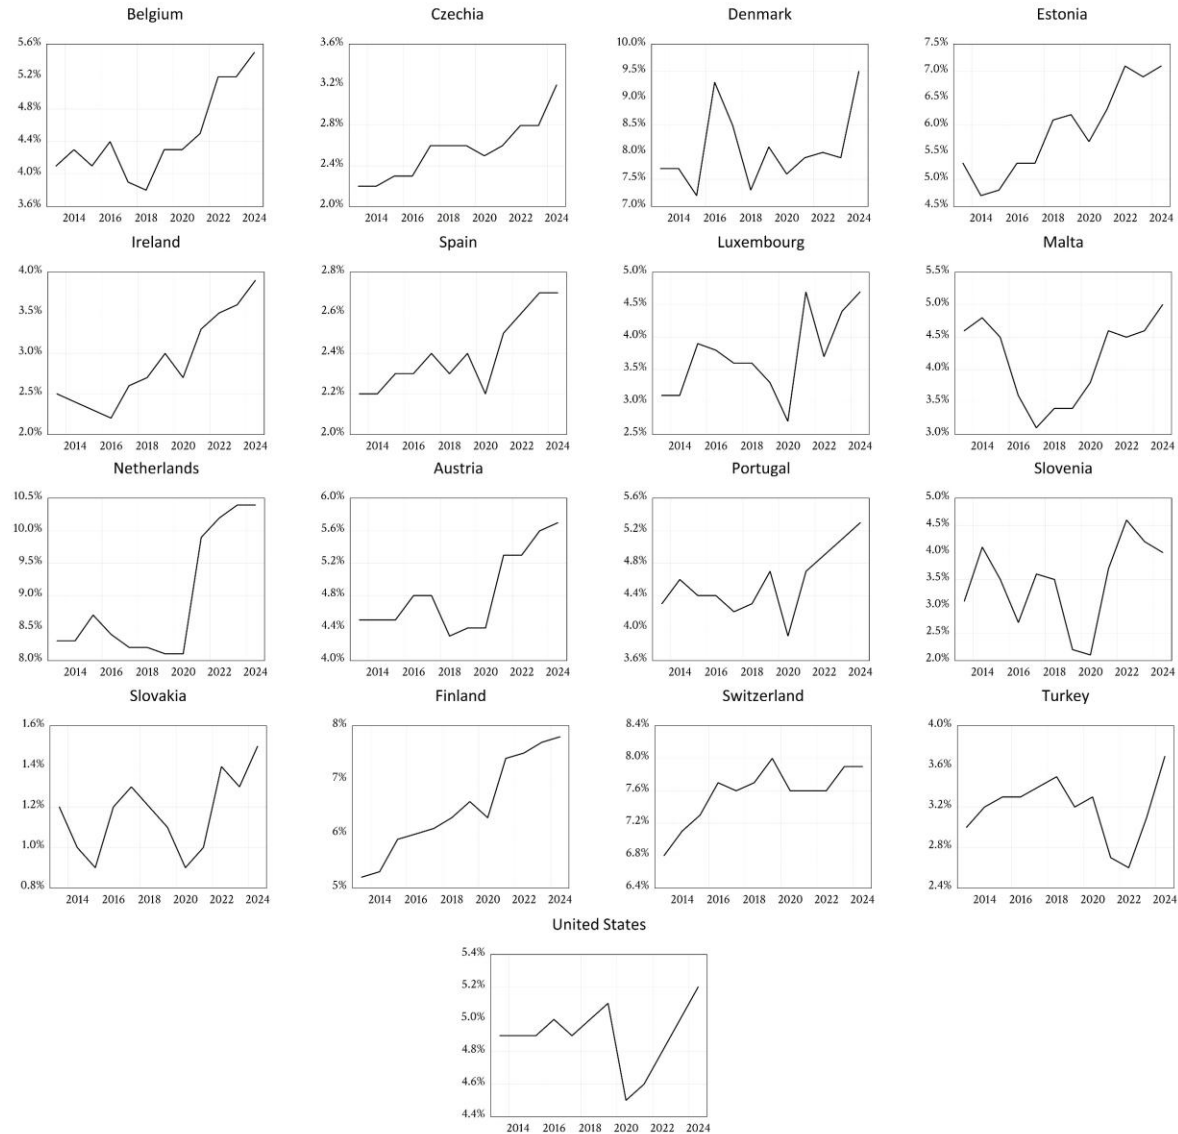 Belgium Czechia Denmark Estonia
5.6% 3.6% 10.0% 7.5%
5.2% 3.2% 9.5% 7.0%
4.8% 2.8% 9.0% 6.5%
4.4% 2.4% 8.5% 6.0%
4.0% 2.0% 8.0% 5.5%
3.6% 7.5% 5.0%
7.0% 4.5%
2014 2016 2018 2020 2022 2024 2014 2016 2018 2020 2022 2024 2014 2016 2018 2020 2022 2024 2014 2016 2018 2020 2022 2024
Ireland Spain Luxembourg Malta
4.0% 2.8% 5.0% 5.5%
3.5% 2.6% 4.5% 5.0%
3.0% 2.4% 4.0% 4.5%
2.5% 2.2% 3.5% 4.0%
2.0% 2.0% 3.0% 3.5%
2.5% 3.0%
2014 2016 2018 2020 2022 2024 2014 2016 2018 2020 2022 2024 2014 2016 2018 2020 2022 2024 2014 2016 2018 2020 2022 2024
Netherlands Austria Portugal Slovenia
10.5% 6.0% 5.6% 5.0%
10.0% 5.6% 5.2% 4.5%
9.5% 5.2% 4.8% 4.0%
9.0% 4.8% 4.4% 3.5%
8.5% 4.4% 4.0% 3.0%
8.0% 4.0% 3.6% 2.5%
2.0%
2014 2016 2018 2020 2022 2024 2014 2016 2018 2020 2022 2024 2014 2016 2018 2020 2022 2024 2014 2016 2018 2020 2022 2024
Slovakia Finland Switzerland Turkey
1.6% 8% 8.4% 4.0%
1.4% 7% 8.0% 3.6%
1.2% 6% 7.6% 3.2%
1.0% 5% 7.2% 2.8%
0.8% 6.8% 2.4%
6.4%
2014 2016 2018 2020 2022 2024 2014 2016 2018 2020 2022 2024 2014 2016 2018 2020 2022 2024 2014 2016 2018 2020 2022 2024
United States
5.4%
5.2%
5.0%
4.8%
4.6%
4.4%
2014 2016 2018 2020 2022 2024